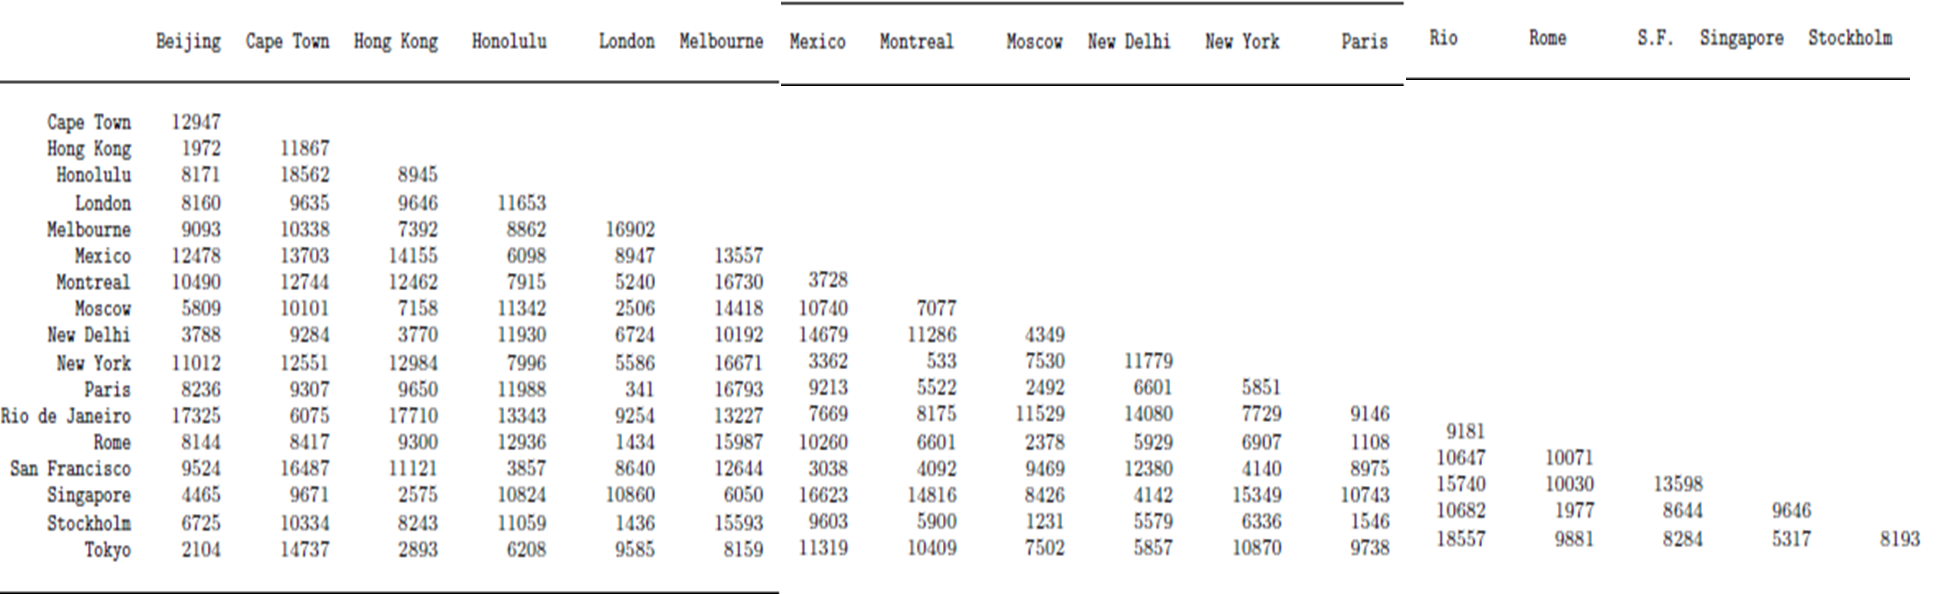 Beijing Cape Town Hong Kong Honolulu London Melbourne Mexico Montreal Moscow New Delhi New York Paris Rio Rome S.F. Singapore Stockholm
Cape Town 12947
Hong Kong 1972 11867
Honolulu 8171 18562 8945
London 8160 9635 9646 11653
Melbourne 9093 10338 7392 8862 16902
Mexico 12478 13703 14155 6098 8947 13557
Montreal 10490 12744 12462 7915 5240 16730 3728
Moscow 5809 10101 7158 11342 2506 14418 10740 7077
New Delhi 3788 9284 3770 11930 6724 10192 14679 11286 4349
New York 11012 12551 12984 7996 5586 16671 3362 533 7530 11779
Paris 8236 9307 9650 11988 341 16793 9213 5522 2492 6601 5851
Rio de Janeiro 17325 6075 17710 13343 9254 13227 7669 8175 11529 14080 7729 9146
Rome 8144 8417 9300 12936 1434 15987 10260 6601 2378 5929 6907 1108 9181
San Francisco 9524 16487 11121 3857 8640 12644 3038 4092 9469 12380 4140 8975 10647 10071
Singapore 4465 9671 2575 10824 10860 6050 16623 14816 8426 4142 15349 10743 15740 10030 13598
Stockholm 6725 10334 8243 11059 1436 15593 9603 5900 1231 5579 6336 1546 10682 1977 8644 9646
Tokyo 2104 14737 2893 6208 9585 8159 11319 10409 7502 5857 10870 9738 18557 9881 8284 5317 8193